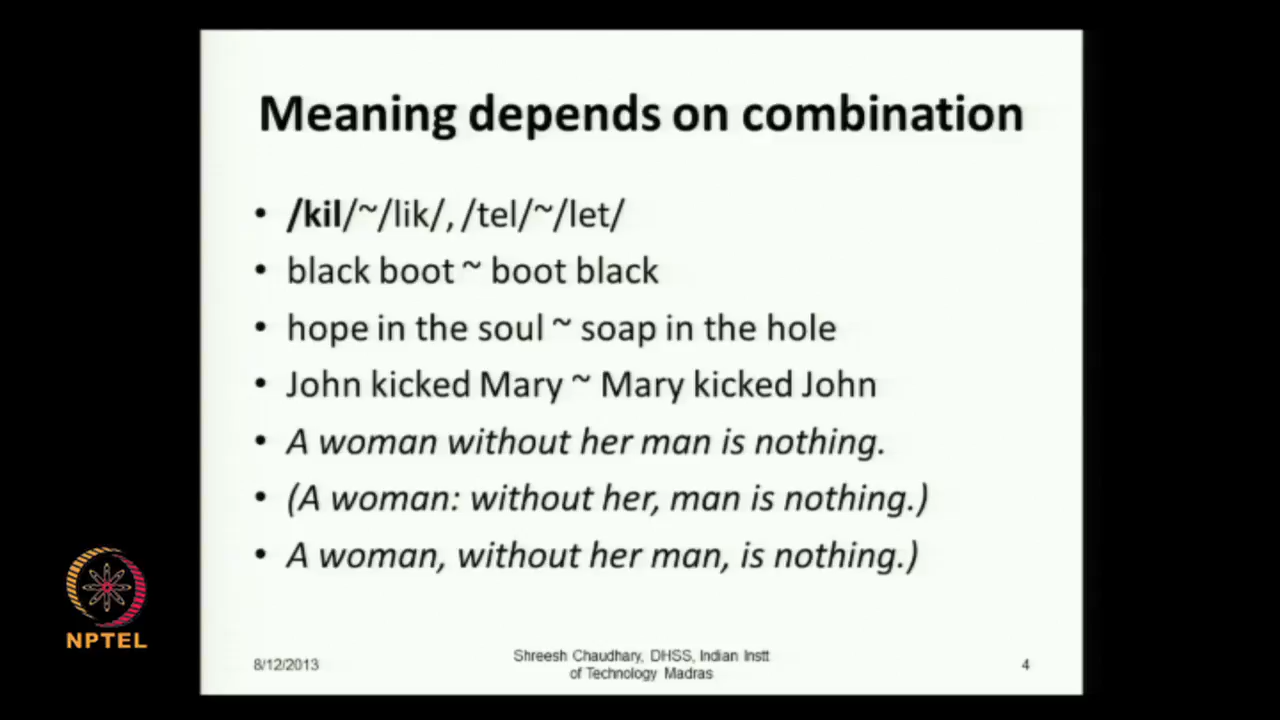 Meaning depends on combination
• /kil/~/lik/, /tel/~/let/
• black boot ~ boot black
• hope in the soul ~ soap in the hole
• John kicked Mary ~ Mary kicked John
• A woman without her man is nothing.
• (A woman: without her, man is nothing.)
• A woman, without her man, is nothing.)
NPTEL
8/12/2013
Shreesh Chaudhary, DHSS, Indian Instt
of Technology Madras
4